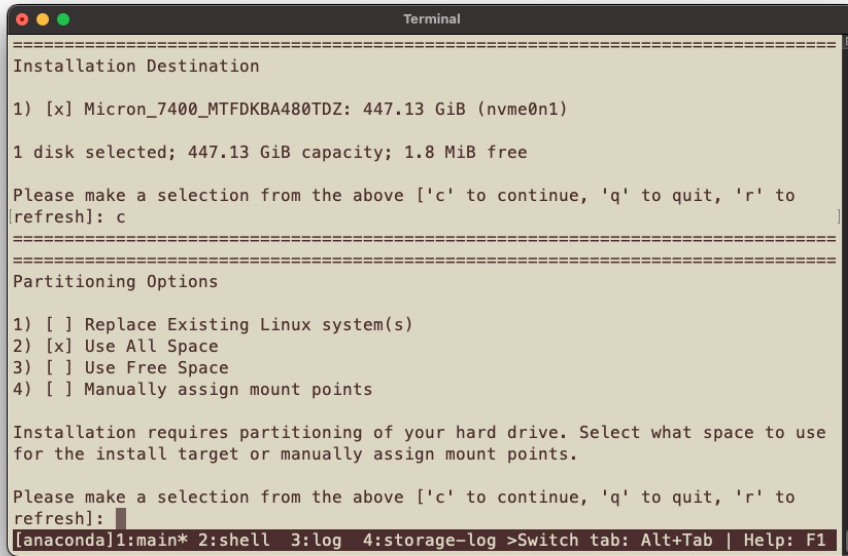 Terminal
================================================================================
Installation Destination
1) [x] Micron_7400_MTFDKBA480TDZ: 447.13 GiB (nvme0n1)
1 disk selected; 447.13 GiB capacity; 1.8 MiB free
Please make a selection from the above ['c' to continue, 'q' to quit, 'r' to
[refresh]: c ]
================================================================================
================================================================================
Partitioning Options
1) [ ] Replace Existing Linux system(s)
2) [x] Use All Space
3) [ ] Use Free Space
4) [ ] Manually assign mount points
Installation requires partitioning of your hard drive. Select what space to use
for the install target or manually assign mount points.
Please make a selection from the above ['c' to continue, 'q' to quit, 'r' to
refresh]:
[anaconda]1:main* 2:shell  3:log  4:storage-log >Switch tab: Alt+Tab | Help: F1